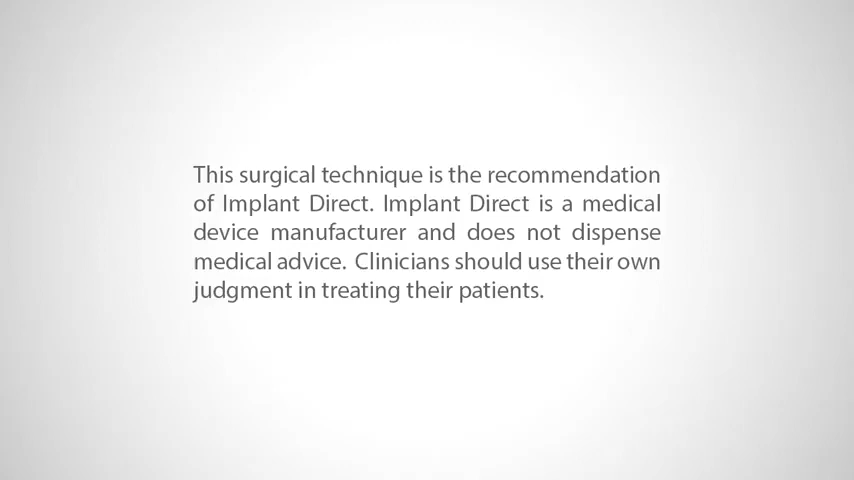 This surgical technique is the recommendation
of Implant Direct. Implant Direct is a medical
device manufacturer and does not dispense
medical advice. Clinicians should use their own
judgment in treating their patients.